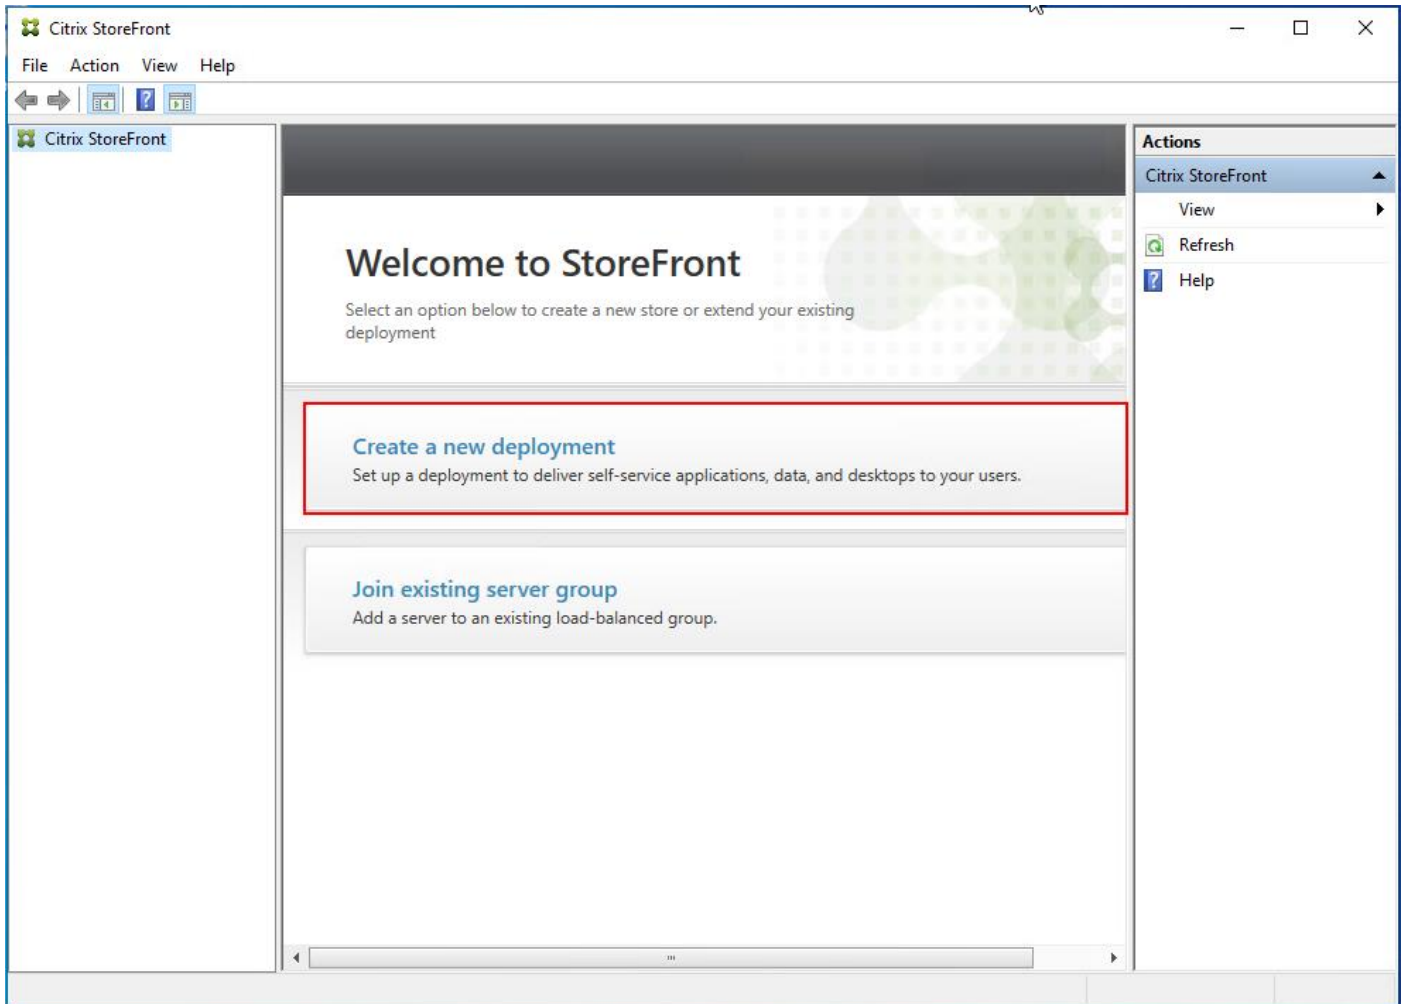 Citrix StoreFront
File Action View Help
Citrix StoreFront
Welcome to StoreFront
Select an option below to create a new store or extend your existing
deployment
Create a new deployment
Set up a deployment to deliver self-service applications, data, and desktops to your users.
Join existing server group
Add a server to an existing load-balanced group.
Actions
Citrix StoreFront
View
Refresh
Help